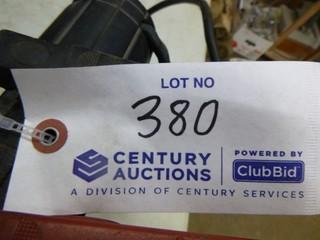 LOT NO
380
CENTURY
AUCTIONS
POWERED BY
ClubBid
A DIVISION OF CENTURY SERVICES